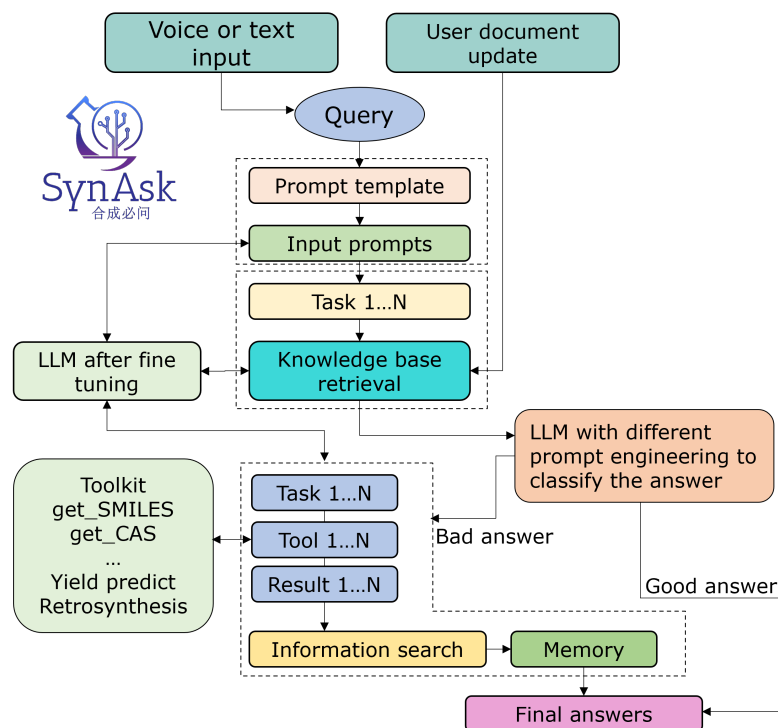 Voice or text
input
User document
update
Query
SynAsk
合成必问
Prompt template
Input prompts
Task 1...N
LLM after fine
tuning
Knowledge base
retrieval
LLM with different
prompt engineering to
classify the answer
Toolkit
get_SMILES
get_CAS
...
Yield predict
Retrosynthesis
Task 1...N
Tool 1...N
Result 1...N
Bad answer
Good answer
Information search
Memory
Final answers